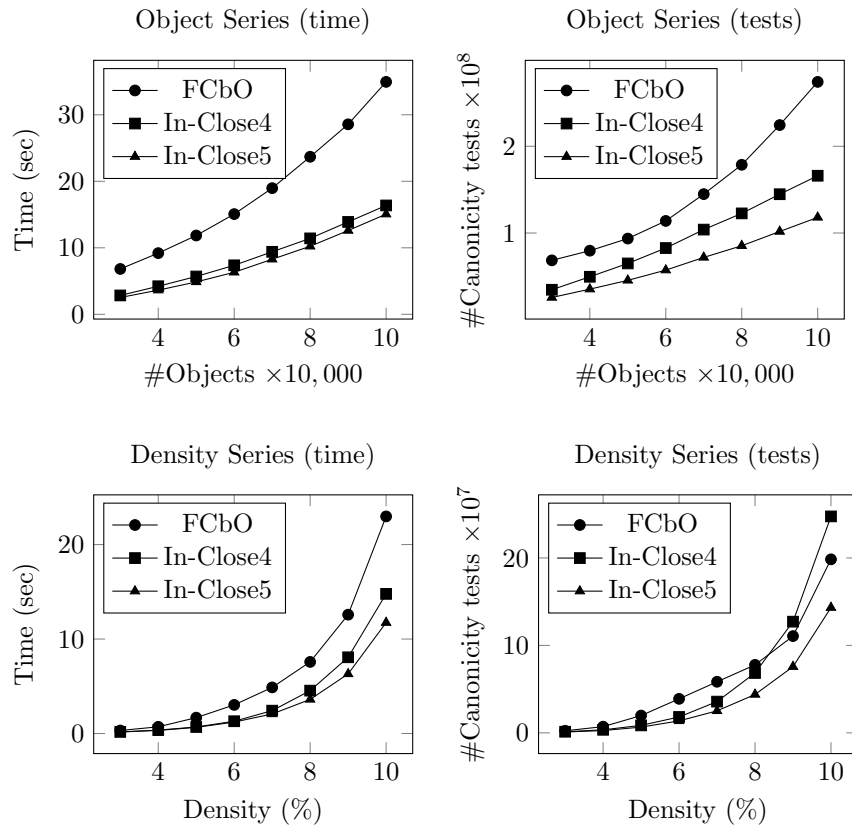 Object Series (time)
Time (sec)
30
20
10
0
FCbO
In-Close4
In-Close5
4 6 8 10
#Objects ×10,000
Object Series (tests)
#Canonicity tests ×10^8
2
1
FCbO
In-Close4
In-Close5
4 6 8 10
#Objects ×10,000
Density Series (time)
Time (sec)
20
10
0
FCbO
In-Close4
In-Close5
4 6 8 10
Density (%)
Density Series (tests)
#Canonicity tests ×10^7
20
10
0
FCbO
In-Close4
In-Close5
4 6 8 10
Density (%)